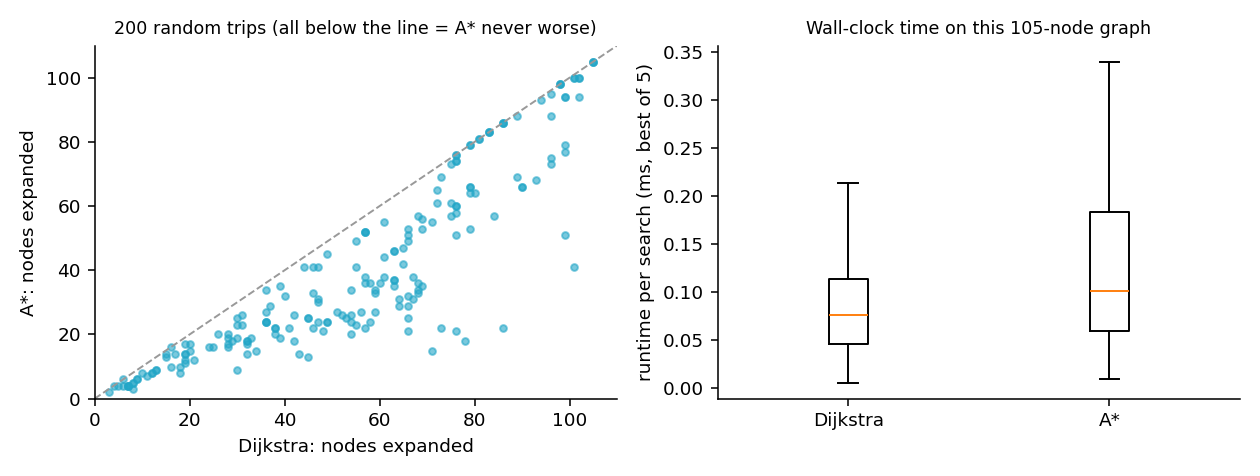 200 random trips (all below the line = A* never worse)
A*: nodes expanded
100
80
60
40
20
0
0 20 40 60 80 100
Dijkstra: nodes expanded
Wall-clock time on this 105-node graph
runtime per search (ms, best of 5)
0.35
0.30
0.25
0.20
0.15
0.10
0.05
0.00
Dijkstra A*